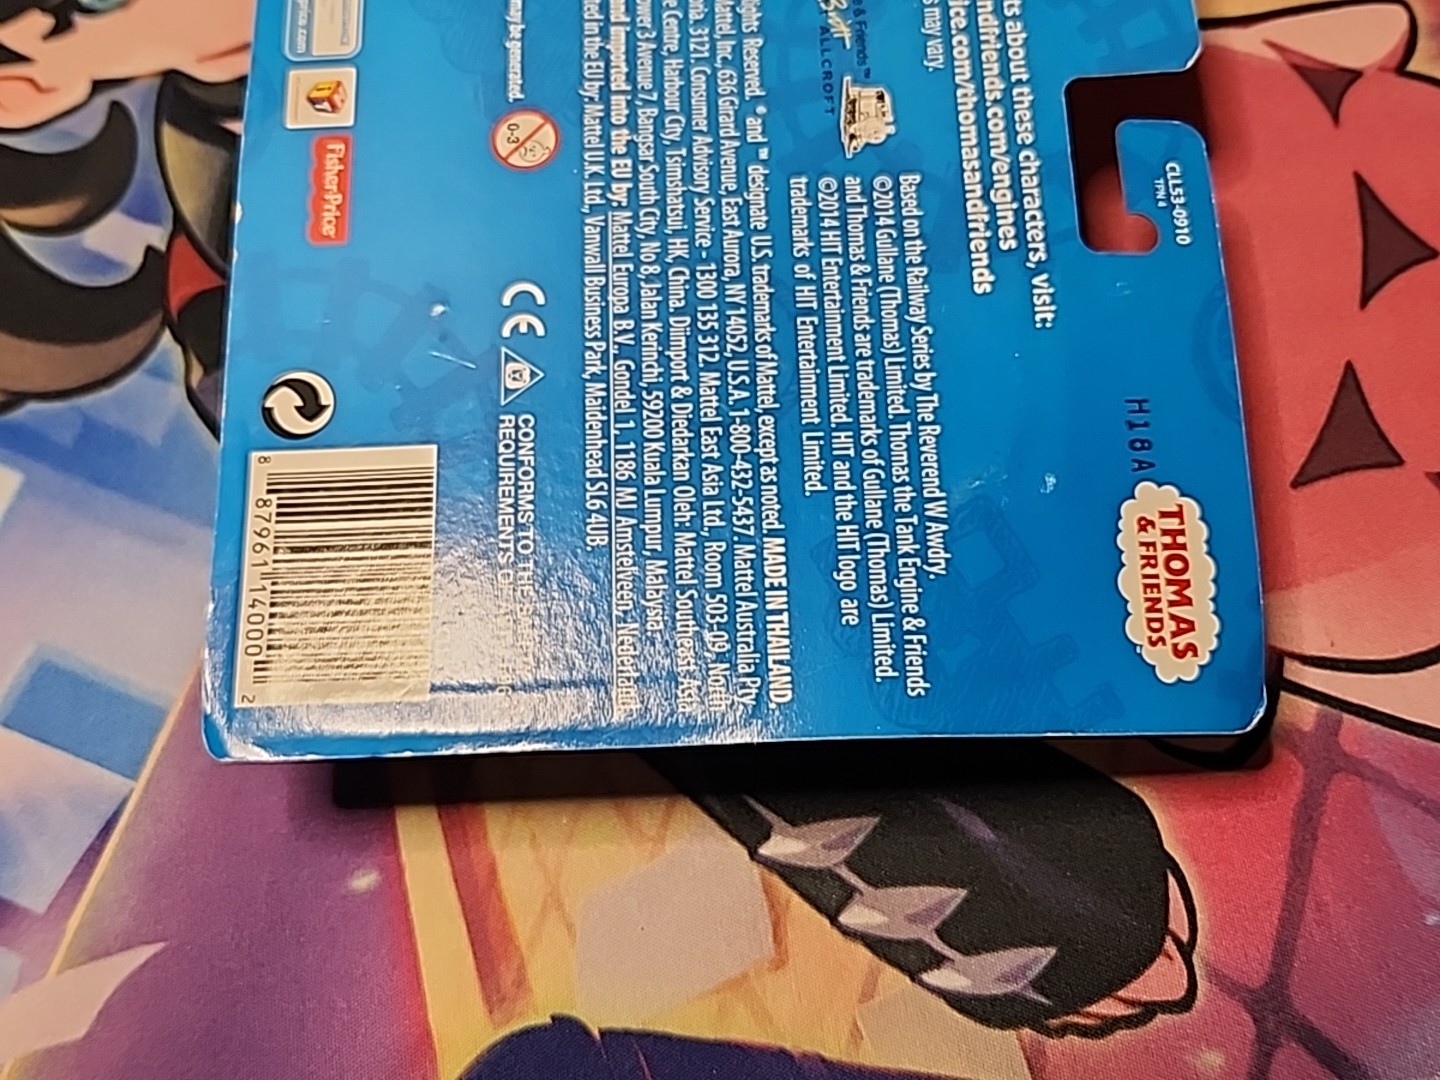 CLL53-0910
TPN 4
H18A
THOMAS
& FRIENDS
ts about these characters, visit:
ndfriends.com/engines
ice.com/thomasandfriends
s may vary.
e & Friends™
ALLCROFT
Based on the Railway Series by The Reverend W Awdry.
©2014 Gullane (Thomas) Limited. Thomas the Tank Engine & Friends
and Thomas & Friends are trademarks of Gullane (Thomas) Limited.
©2014 HIT Entertainment Limited. HIT and the HIT logo are
trademarks of HIT Entertainment Limited.
ights Reserved. ® and ™ designate U.S. trademarks of Mattel, except as noted. MADE IN THAILAND.
Mattel, Inc., 636 Girard Avenue, East Aurora, NY 14052, U.S.A. 1-800-432-5437. Mattel Australia Pty
ria, 3121. Consumer Advisory Service - 1300 135 312. Mattel East Asia Ltd., Room 503-09, North
e Centre, Harbour City, Tsimshatsui, HK, China. Diimport & Diedarkan Oleh: Mattel Southeast Asia
ower 3 Avenue 7, Bangsar South City, No 8, Jalan Kerinchi, 59200 Kuala Lumpur, Malaysia
and imported into the EU by: Mattel Europa B.V. Gondel 1, 1186 MJ Amstelveen, Nederland.
ted in the EU by: Mattel U.K. Ltd., Vanwall Business Park, Maidenhead SL6 4UB.
may be generated.
0-3
CE
CONFORMS TO THE
REQUIREMENTS
Fisher-Price
price.com
8 87961 14000 2